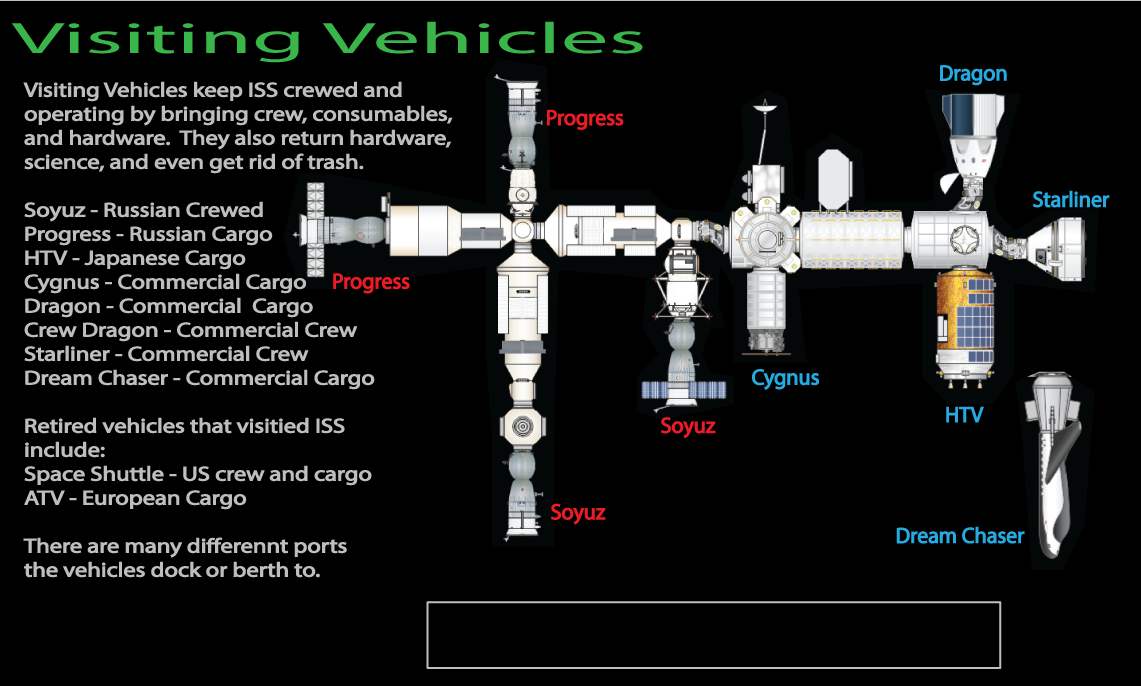 Visiting Vehicles
Visiting Vehicles keep ISS crewed and
operating by bringing crew, consumables,
and hardware.  They also return hardware,
science, and even get rid of trash.
Soyuz - Russian Crewed
Progress - Russian Cargo
HTV - Japanese Cargo
Cygnus - Commercial Cargo
Dragon - Commercial  Cargo
Crew Dragon - Commercial Crew
Starliner - Commercial Crew
Dream Chaser - Commercial Cargo
Retired vehicles that visitied ISS
include:
Space Shuttle - US crew and cargo
ATV - European Cargo
There are many differennt ports
the vehicles dock or berth to.
Progress
Progress
Soyuz
Soyuz
Cygnus
Dragon
Starliner
HTV
Dream Chaser